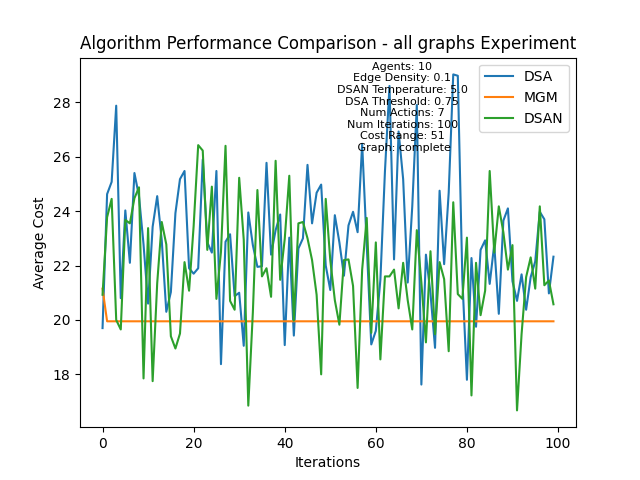 Algorithm Performance Comparison - all graphs Experiment
Agents: 10
Edge Density: 0.1
DSAN Temperature: 5.0
DSA Threshold: 0.75
Num Actions: 7
Num Iterations: 100
Cost Range: 51
Graph: complete
DSA
MGM
DSAN
28
26
24
22
20
18
Average Cost
0
20
40
60
80
100
Iterations